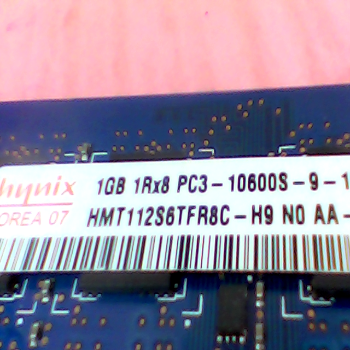 hynix 1GB 1Rx8 PC3-10600S-9-1
KOREA 07 HMT112S6TFR8C-H9 N0 AA-